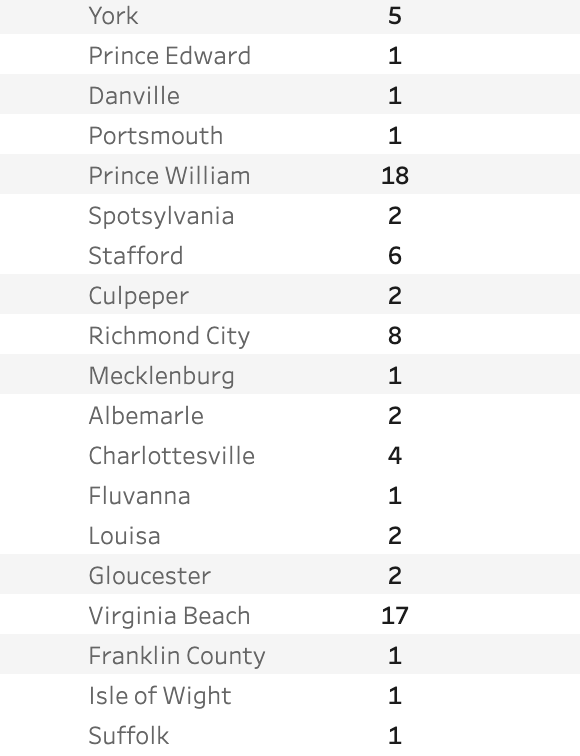 York 5
Prince Edward 1
Danville 1
Portsmouth 1
Prince William 18
Spotsylvania 2
Stafford 6
Culpeper 2
Richmond City 8
Mecklenburg 1
Albemarle 2
Charlottesville 4
Fluvanna 1
Louisa 2
Gloucester 2
Virginia Beach 17
Franklin County 1
Isle of Wight 1
Suffolk 1